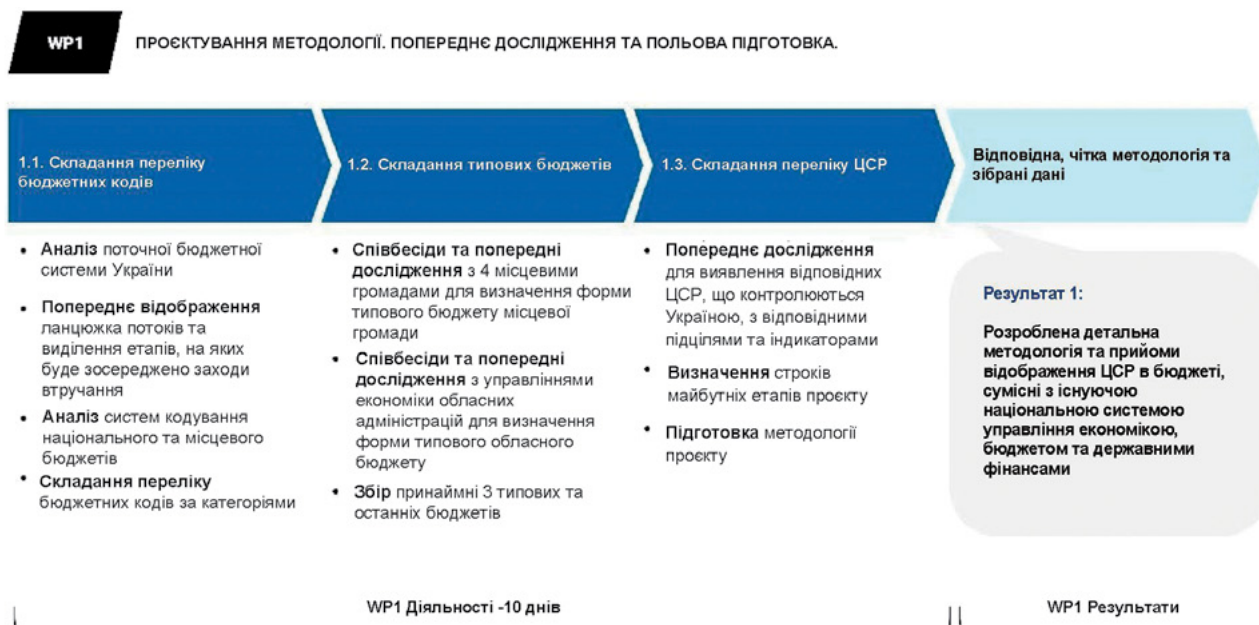 WP1
ПРОЄКТУВАННЯ МЕТОДОЛОГІЇ. ПОПЕРЕДНЄ ДОСЛІДЖЕННЯ ТА ПОЛЬОВА ПІДГОТОВКА.
1.1. Складання переліку
бюджетних кодів
• Аналіз поточної бюджетної
системи України
• Попереднє відображення
ланцюжка потоків та
виділення етапів, на яких
буде зосереджено заходи
втручання
• Аналіз систем кодування
національного та місцевого
бюджетів
• Складання переліку
бюджетних кодів за категоріями
1.2. Складання типових бюджетів
• Співбесіди та попередні
дослідження з 4 місцевими
громадами для визначення форми
типового бюджету місцевої
громади
• Співбесіди та попередні
дослідження з управліннями
економіки обласних
адміністрацій для визначення
форми типового обласного
бюджету
• Збір принаймні 3 типових та
останніх бюджетів
1.3. Складання переліку ЦСР
• Попереднє дослідження
для виявлення відповідних
ЦСР, що контролюються
Україною, з відповідними
підцілями та індикаторами
• Визначення строків
майбутніх етапів проєкту
• Підготовка методології
проєкту
Відповідна, чітка методологія та
зібрані дані
Результат 1:
Розроблена детальна
методологія та прийоми
відображення ЦСР в бюджеті,
сумісні з існуючою
національною системою
управління економікою,
бюджетом та державними
фінансами
WP1 Діяльності -10 днів
WP1 Результати